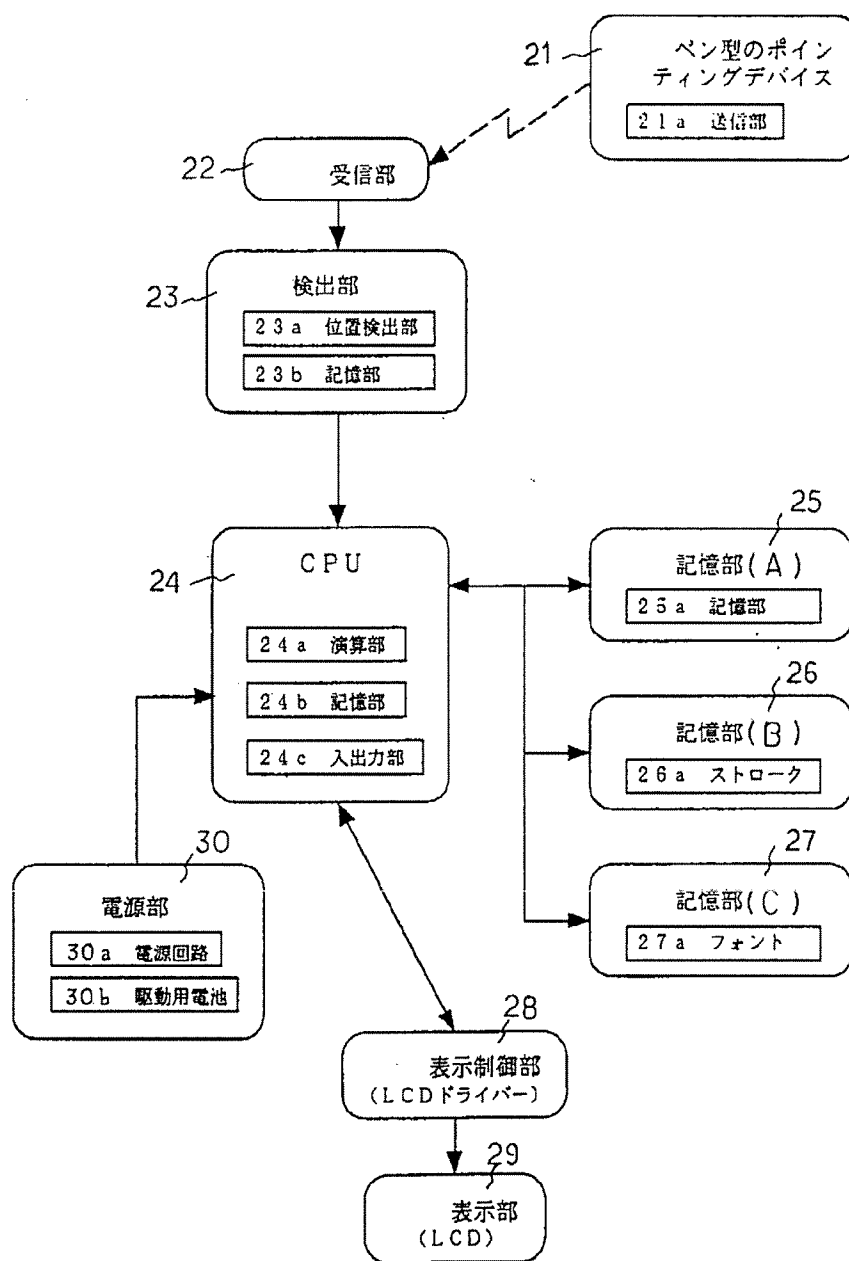 21
ペン型のポイン
ティングデバイス
21a 送信部
22
受信部
23
検出部
23a 位置検出部
23b 記憶部
24
CPU
24a 演算部
24b 記憶部
24c 入出力部
25
記憶部(A)
25a 記憶部
26
記憶部(B)
26a ストローク
27
記憶部(C)
27a フォント
30
電源部
30a 電源回路
30b 駆動用電池
28
表示制御部
(LCDドライバー)
29
表示部
(LCD)